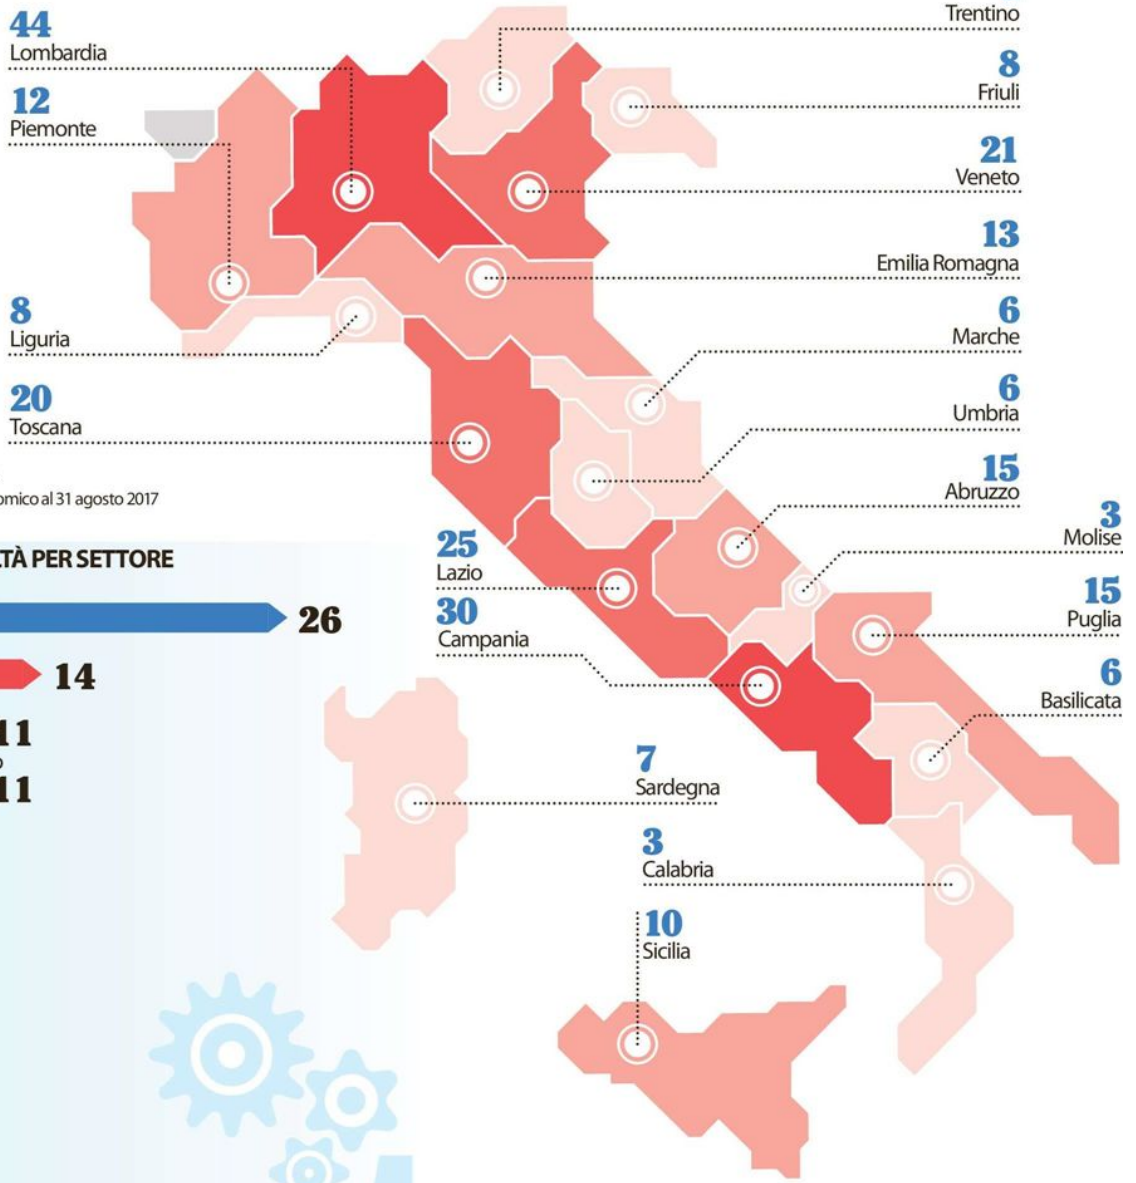 44
Lombardia
12
Piemonte
8
Liguria
20
Toscana
Trentino
8
Friuli
21
Veneto
13
Emilia Romagna
6
Marche
6
Umbria
15
Abruzzo
3
Molise
15
Puglia
6
Basilicata
25
Lazio
30
Campania
7
Sardegna
3
Calabria
10
Sicilia
omico al 31 agosto 2017
LTÀ PER SETTORE
26
14
11
11